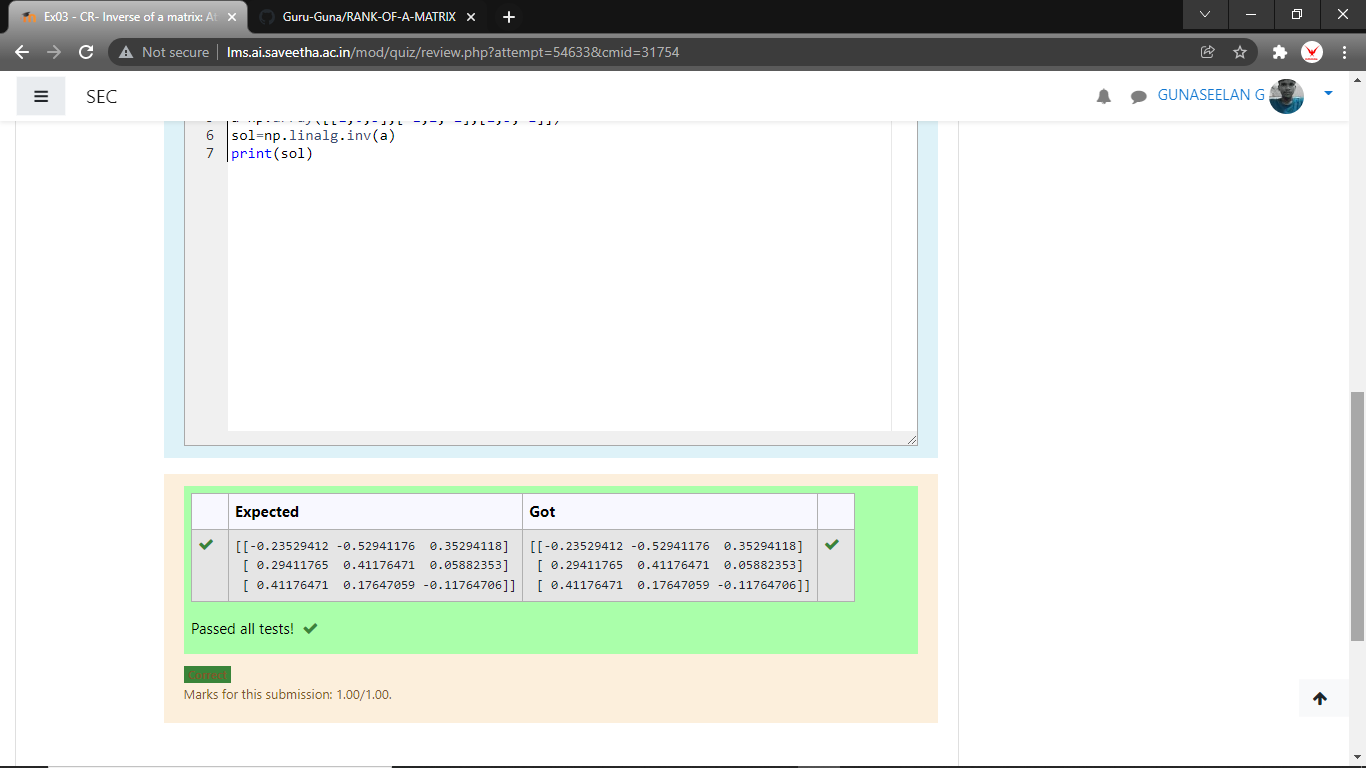 Ex03 - CR- Inverse of a matrix: At
Guru-Guna/RANK-OF-A-MATRIX
Not secure
lms.ai.saveetha.ac.in/mod/quiz/review.php?attempt=54633&cmid=31754
SEC
GUNASEELAN G
6 sol=np.linalg.inv(a)
7 print(sol)
Expected Got
[[-0.23529412 -0.52941176 0.35294118] [[-0.23529412 -0.52941176 0.35294118]
[ 0.29411765 0.41176471 0.05882353] [ 0.29411765 0.41176471 0.05882353]
[ 0.41176471 0.17647059 -0.11764706]] [ 0.41176471 0.17647059 -0.11764706]]
Passed all tests!
Correct
Marks for this submission: 1.00/1.00.